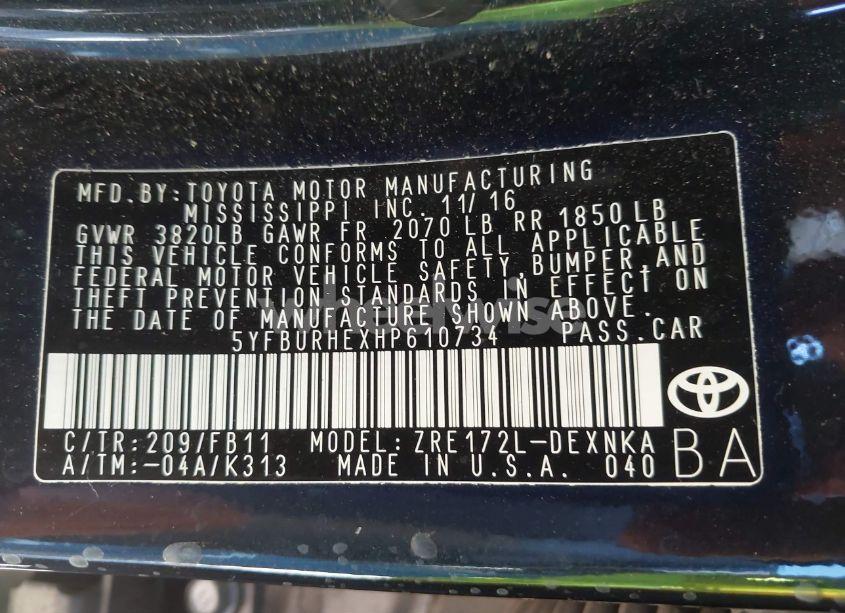 MFD. BY: TOYOTA MOTOR MANUFACTURING
MISSISSIPPI INC. 11/16
GVWR 3820LB GAWR FR 2070 LB RR 1850 LB
THIS VEHICLE CONFORMS TO ALL APPLICABLE
FEDERAL MOTOR VEHICLE SAFETY, BUMPER, AND
THEFT PREVENTION STANDARDS IN EFFECT ON
THE DATE OF MANUFACTURE SHOWN ABOVE.
5YFBURHEXHP610734 PASS. CAR
C/TR: 209/FB11 MODEL: ZRE172L-DEXNKA
A/TM:-04A/K313 MADE IN U.S.A. 040
BA